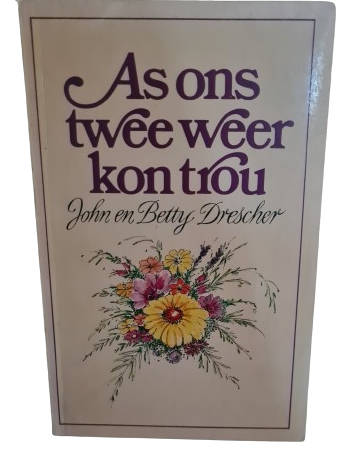 As ons
twee weer
kon trou
John en Betty Drescher